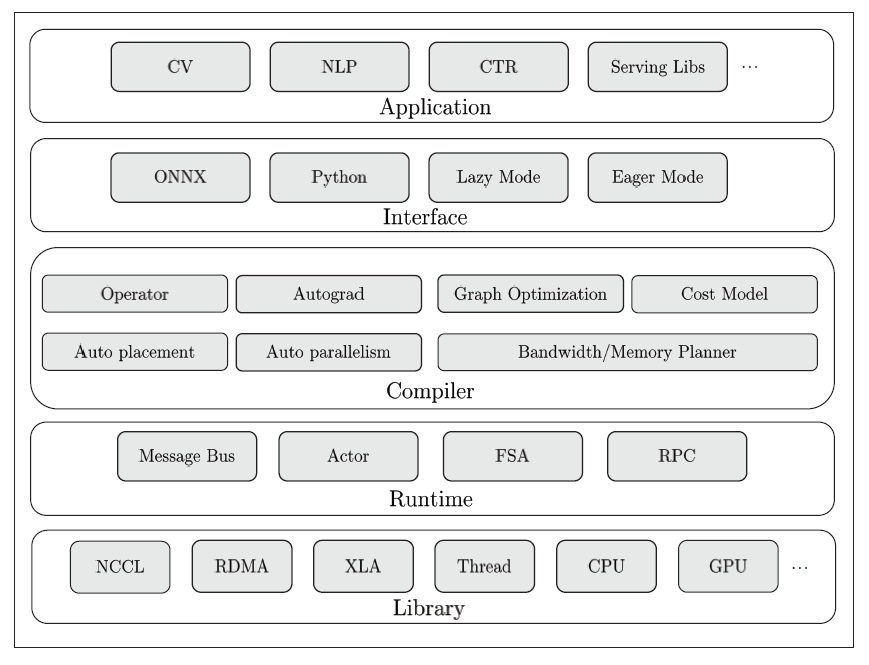 CV NLP CTR Serving Libs ...
Application
ONNX Python Lazy Mode Eager Mode
Interface
Operator Autograd Graph Optimization Cost Model
Auto placement Auto parallelism Bandwidth/Memory Planner
Compiler
Message Bus Actor FSA RPC
Runtime
NCCL RDMA XLA Thread CPU GPU ...
Library